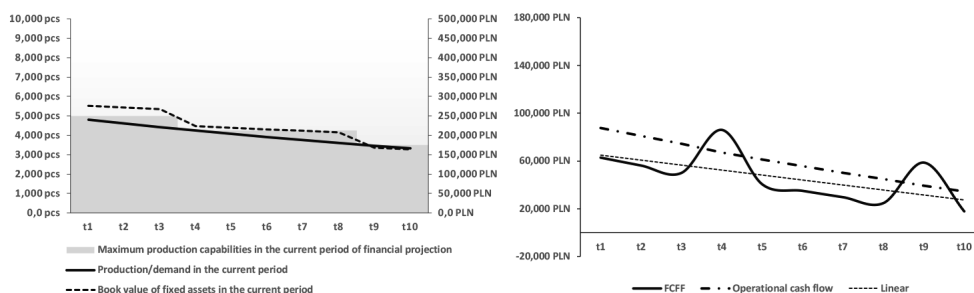 10,000 pcs
9,000 pcs
8,000 pcs
7,000 pcs
6,000 pcs
5,000 pcs
4,000 pcs
3,000 pcs
2,000 pcs
1,000 pcs
0,0 pcs
500,000 PLN
450,000 PLN
400,000 PLN
350,000 PLN
300,000 PLN
250,000 PLN
200,000 PLN
150,000 PLN
100,000 PLN
50,000 PLN
0,0 PLN
t1 t2 t3 t4 t5 t6 t7 t8 t9 t10
Maximum production capabilities in the current period of financial projection
Production/demand in the current period
Book value of fixed assets in the current period
180,000 PLN
140,000 PLN
100,000 PLN
60,000 PLN
20,000 PLN
-20,000 PLN
t1 t2 t3 t4 t5 t6 t7 t8 t9 t10
FCFF Operational cash flow Linear